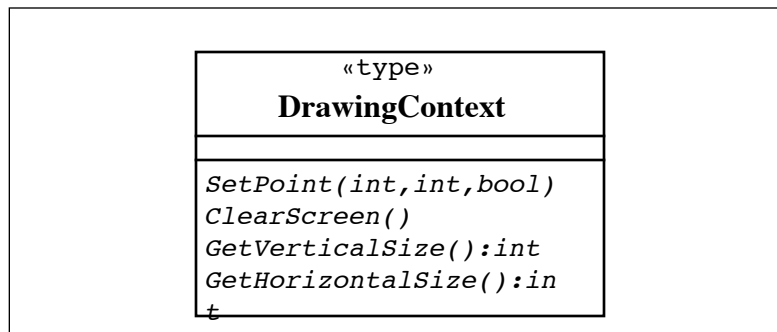 «type»
DrawingContext
SetPoint(int,int,bool)
ClearScreen()
GetVerticalSize():int
GetHorizontalSize():in
t